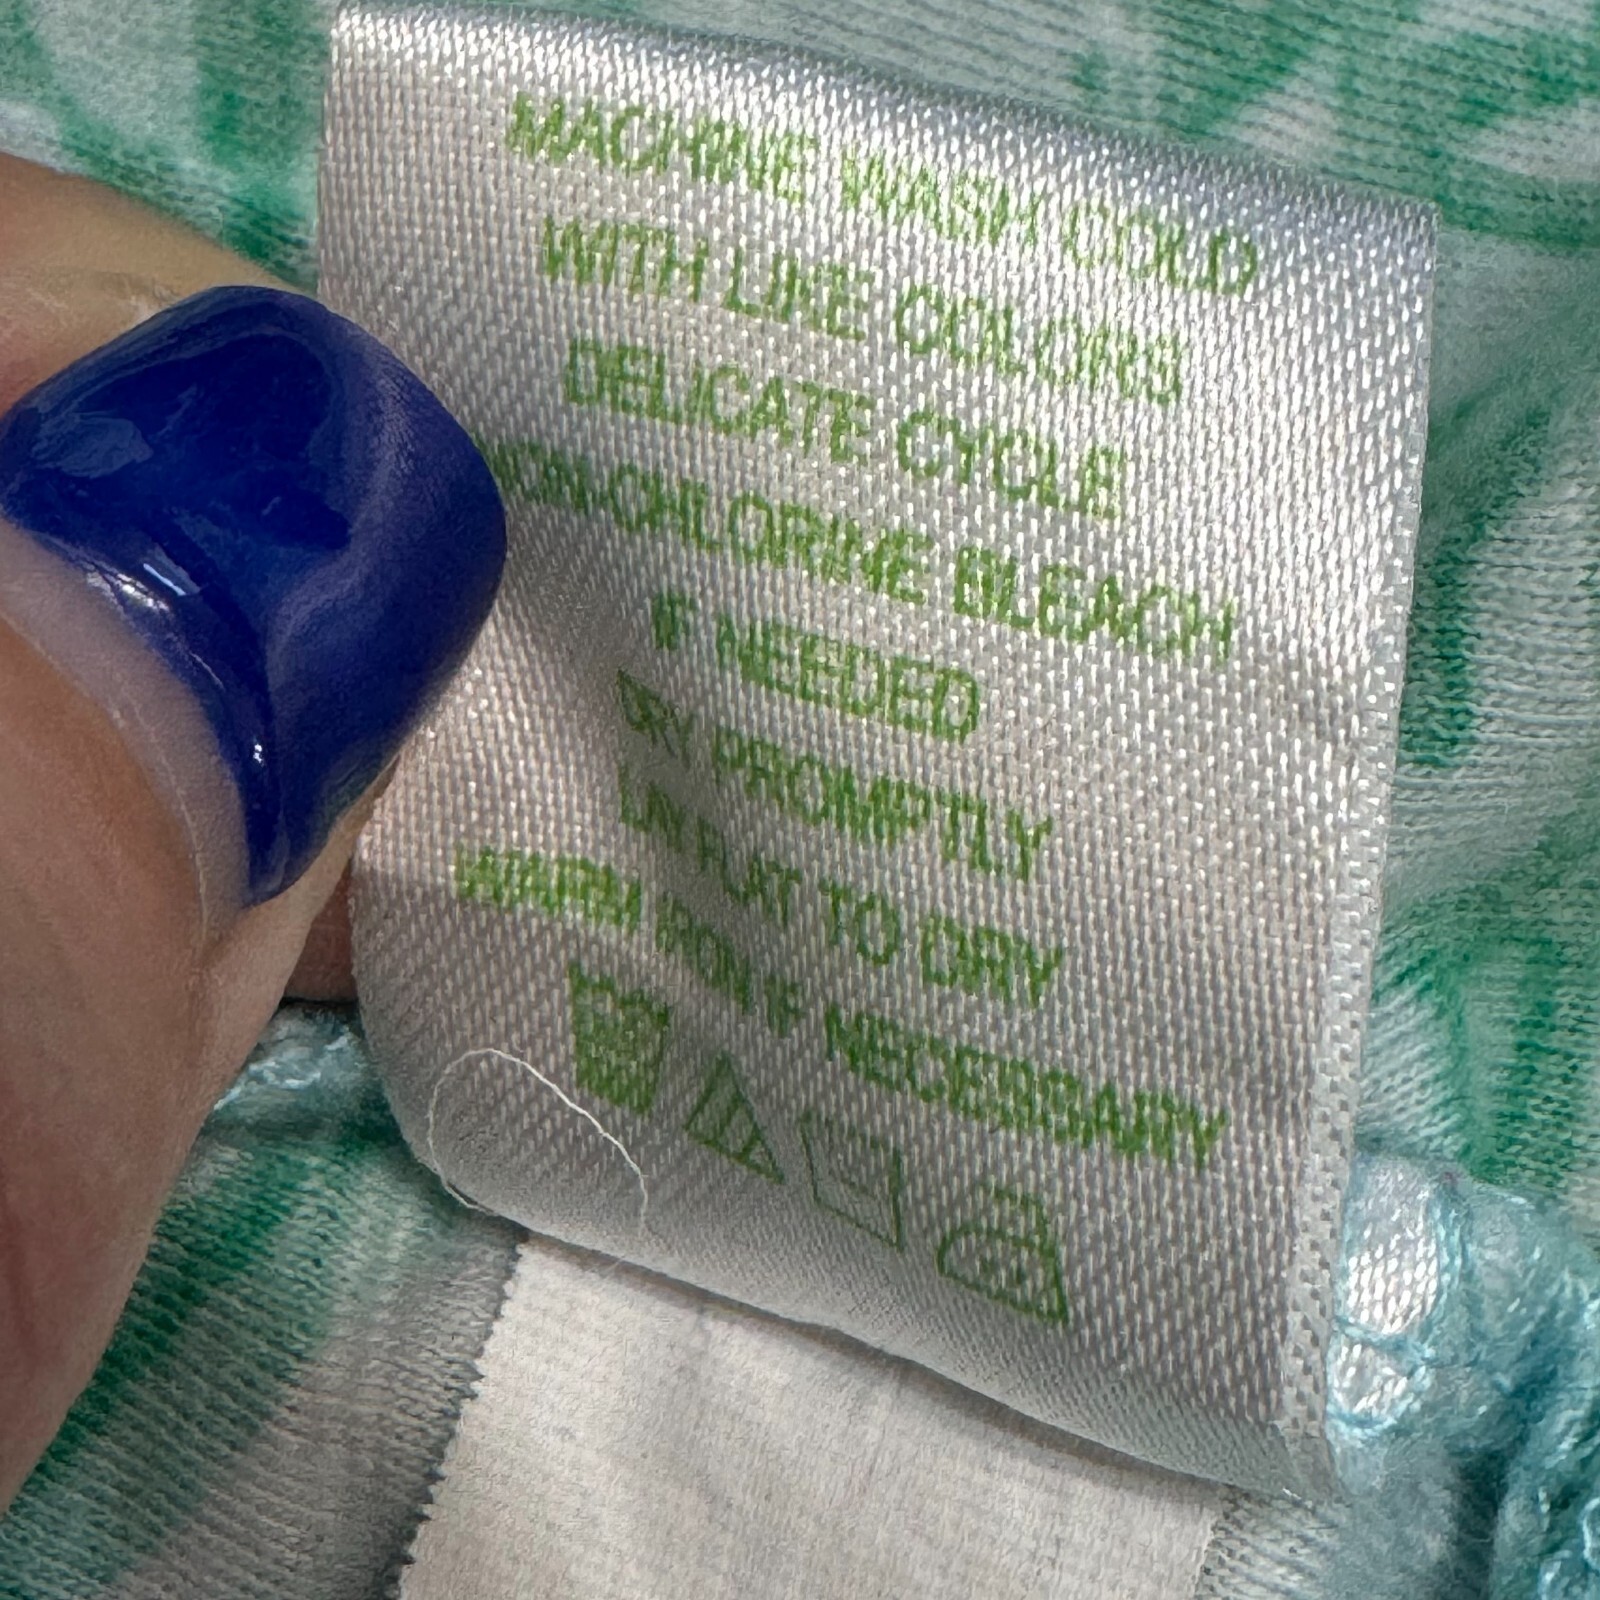 MACHINE WASH COLD
WITH LIKE COLORS
DELICATE CYCLE
NON-CHLORINE BLEACH
IF NEEDED
DRY PROMPTLY
LAY FLAT TO DRY
WARM IRON IF NECESSARY